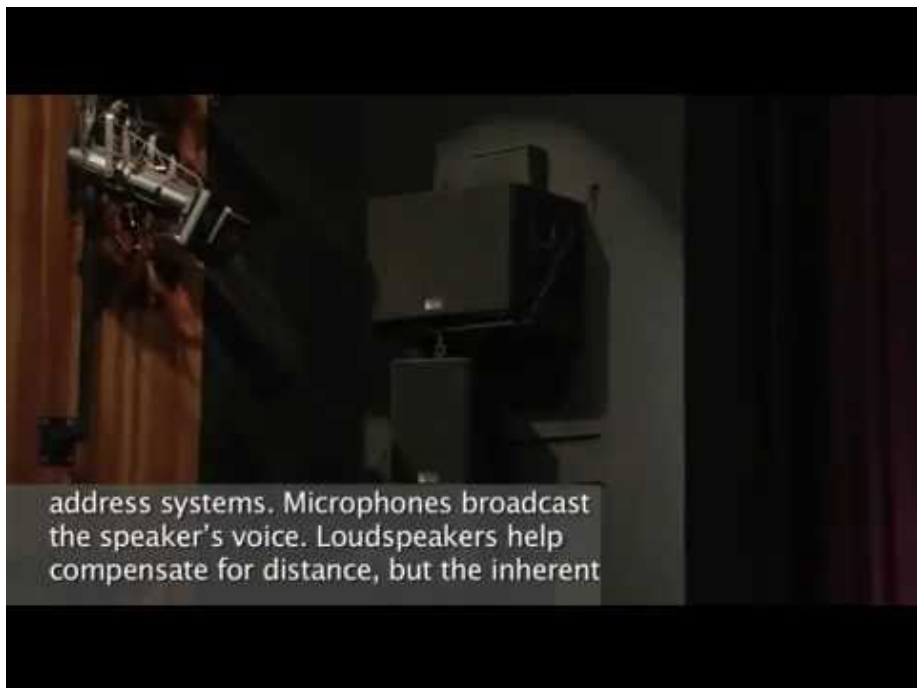 address systems. Microphones broadcast
the speaker's voice. Loudspeakers help
compensate for distance, but the inherent